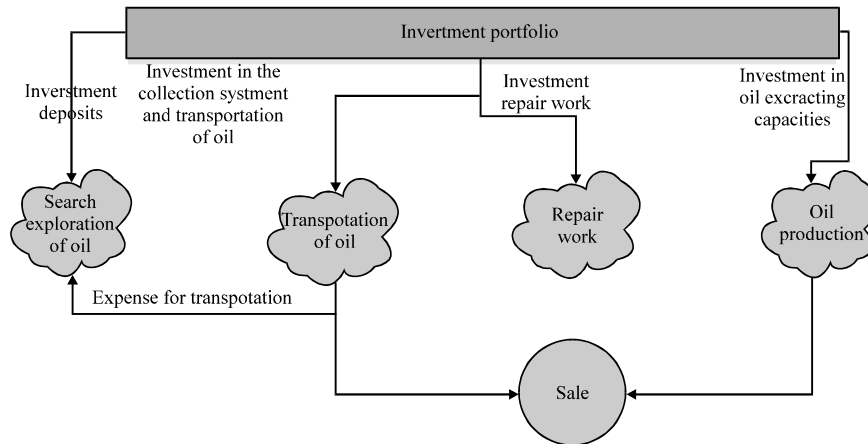 Invertment portfolio
Inverstment
deposits
Investment in the
collection systment
and transportation
of oil
Investment
repair work
Investment in
oil excracting
capacities
Search
exploration
of oil
Transpotation
of oil
Repair
work
Oil
production
Expense for transpotation
Sale